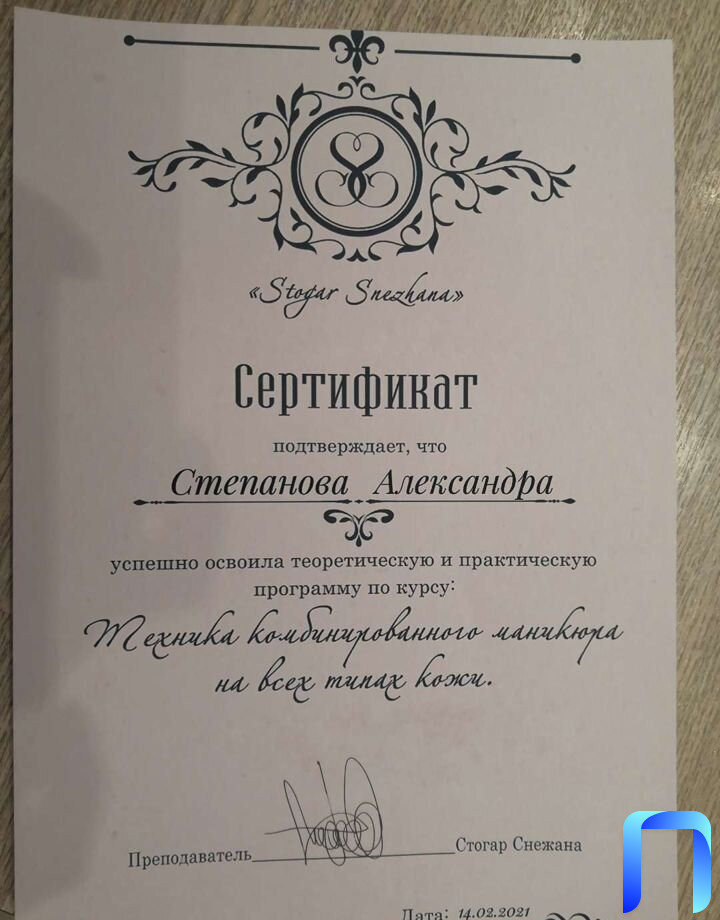 «Stogar Snezhana»
Сертификат
подтверждает, что
Степанова Александра
успешно освоила теоретическую и практическую
программу по курсу:
Техника комбинированного маникюра
на всех типах кожи.
Преподаватель Стогар Снежана
Дата: 14.02.2021